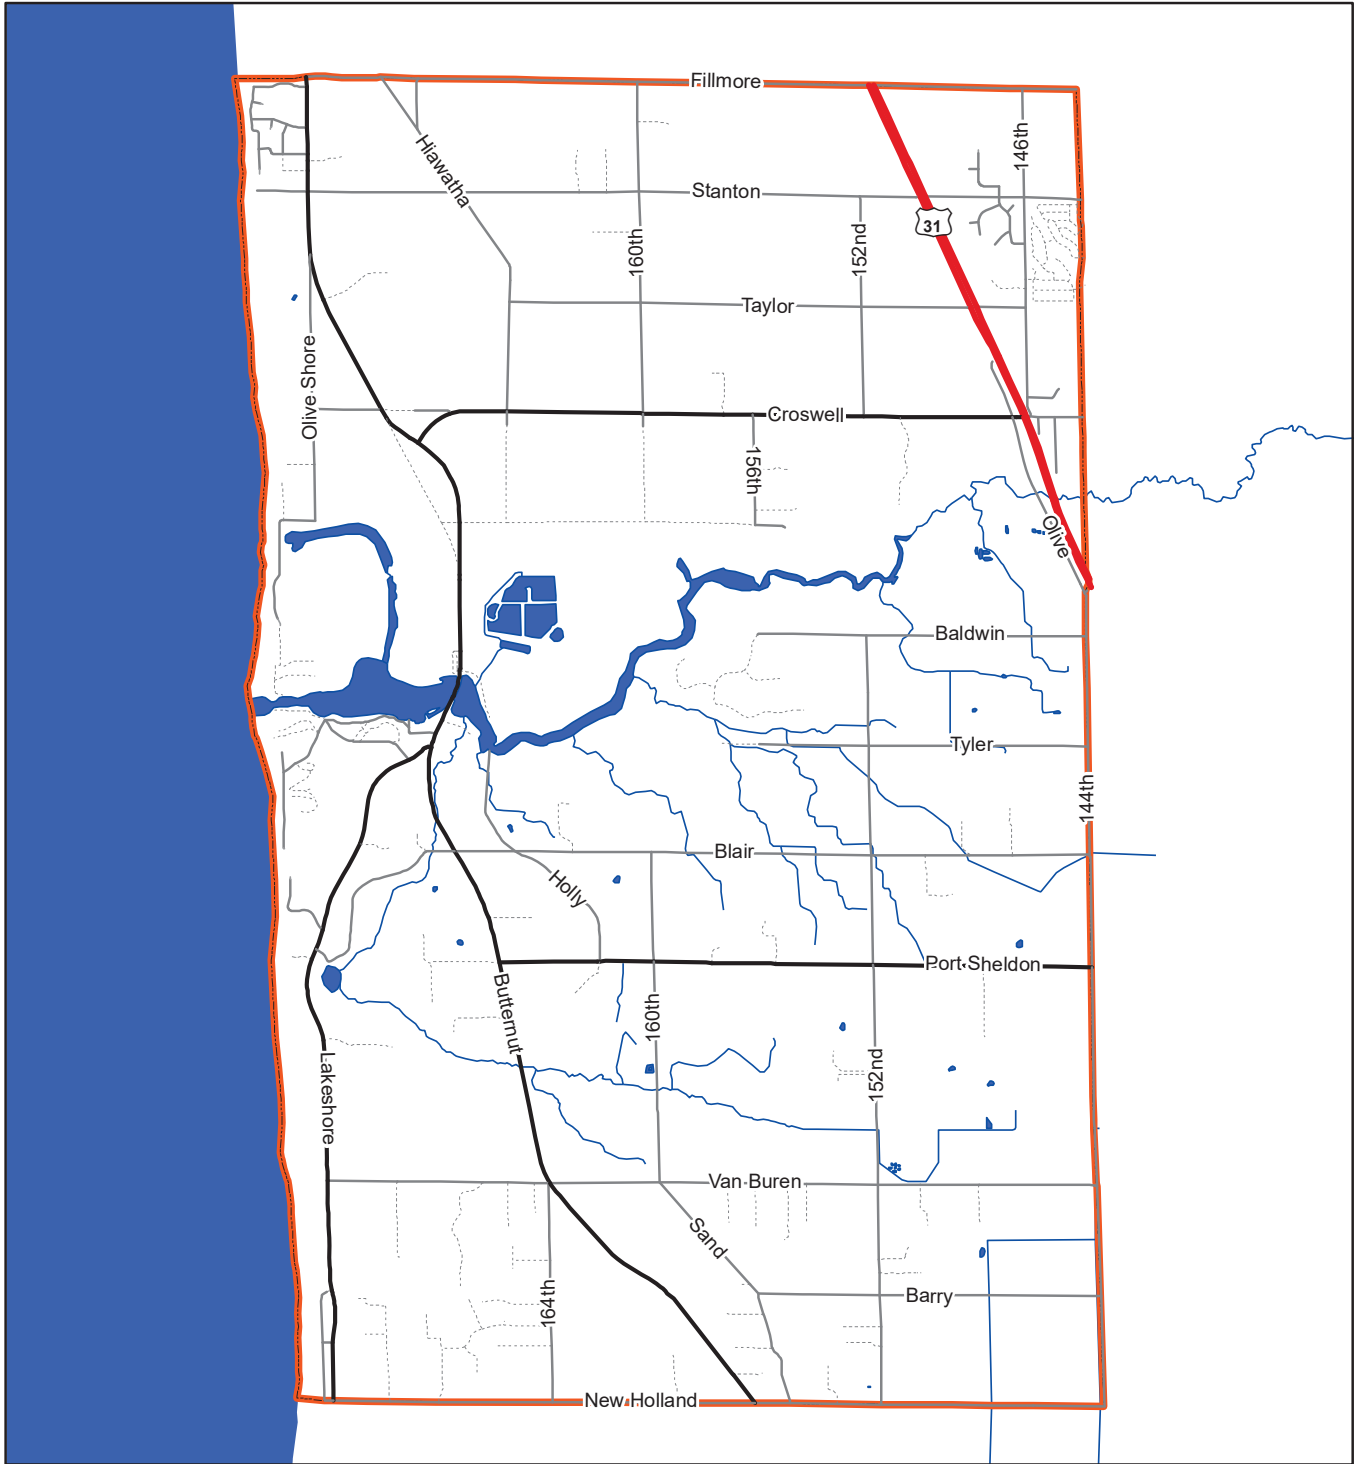 Fillmore
Hiawatha
146th
Stanton
31
160th
152nd
Taylor
Olive Shore
Croswell
156th
Olive
Baldwin
Tyler
144th
Blair
Holly
Port Sheldon
Butternut
160th
152nd
Lakeshore
Van Buren
Sand
164th
Barry
New Holland